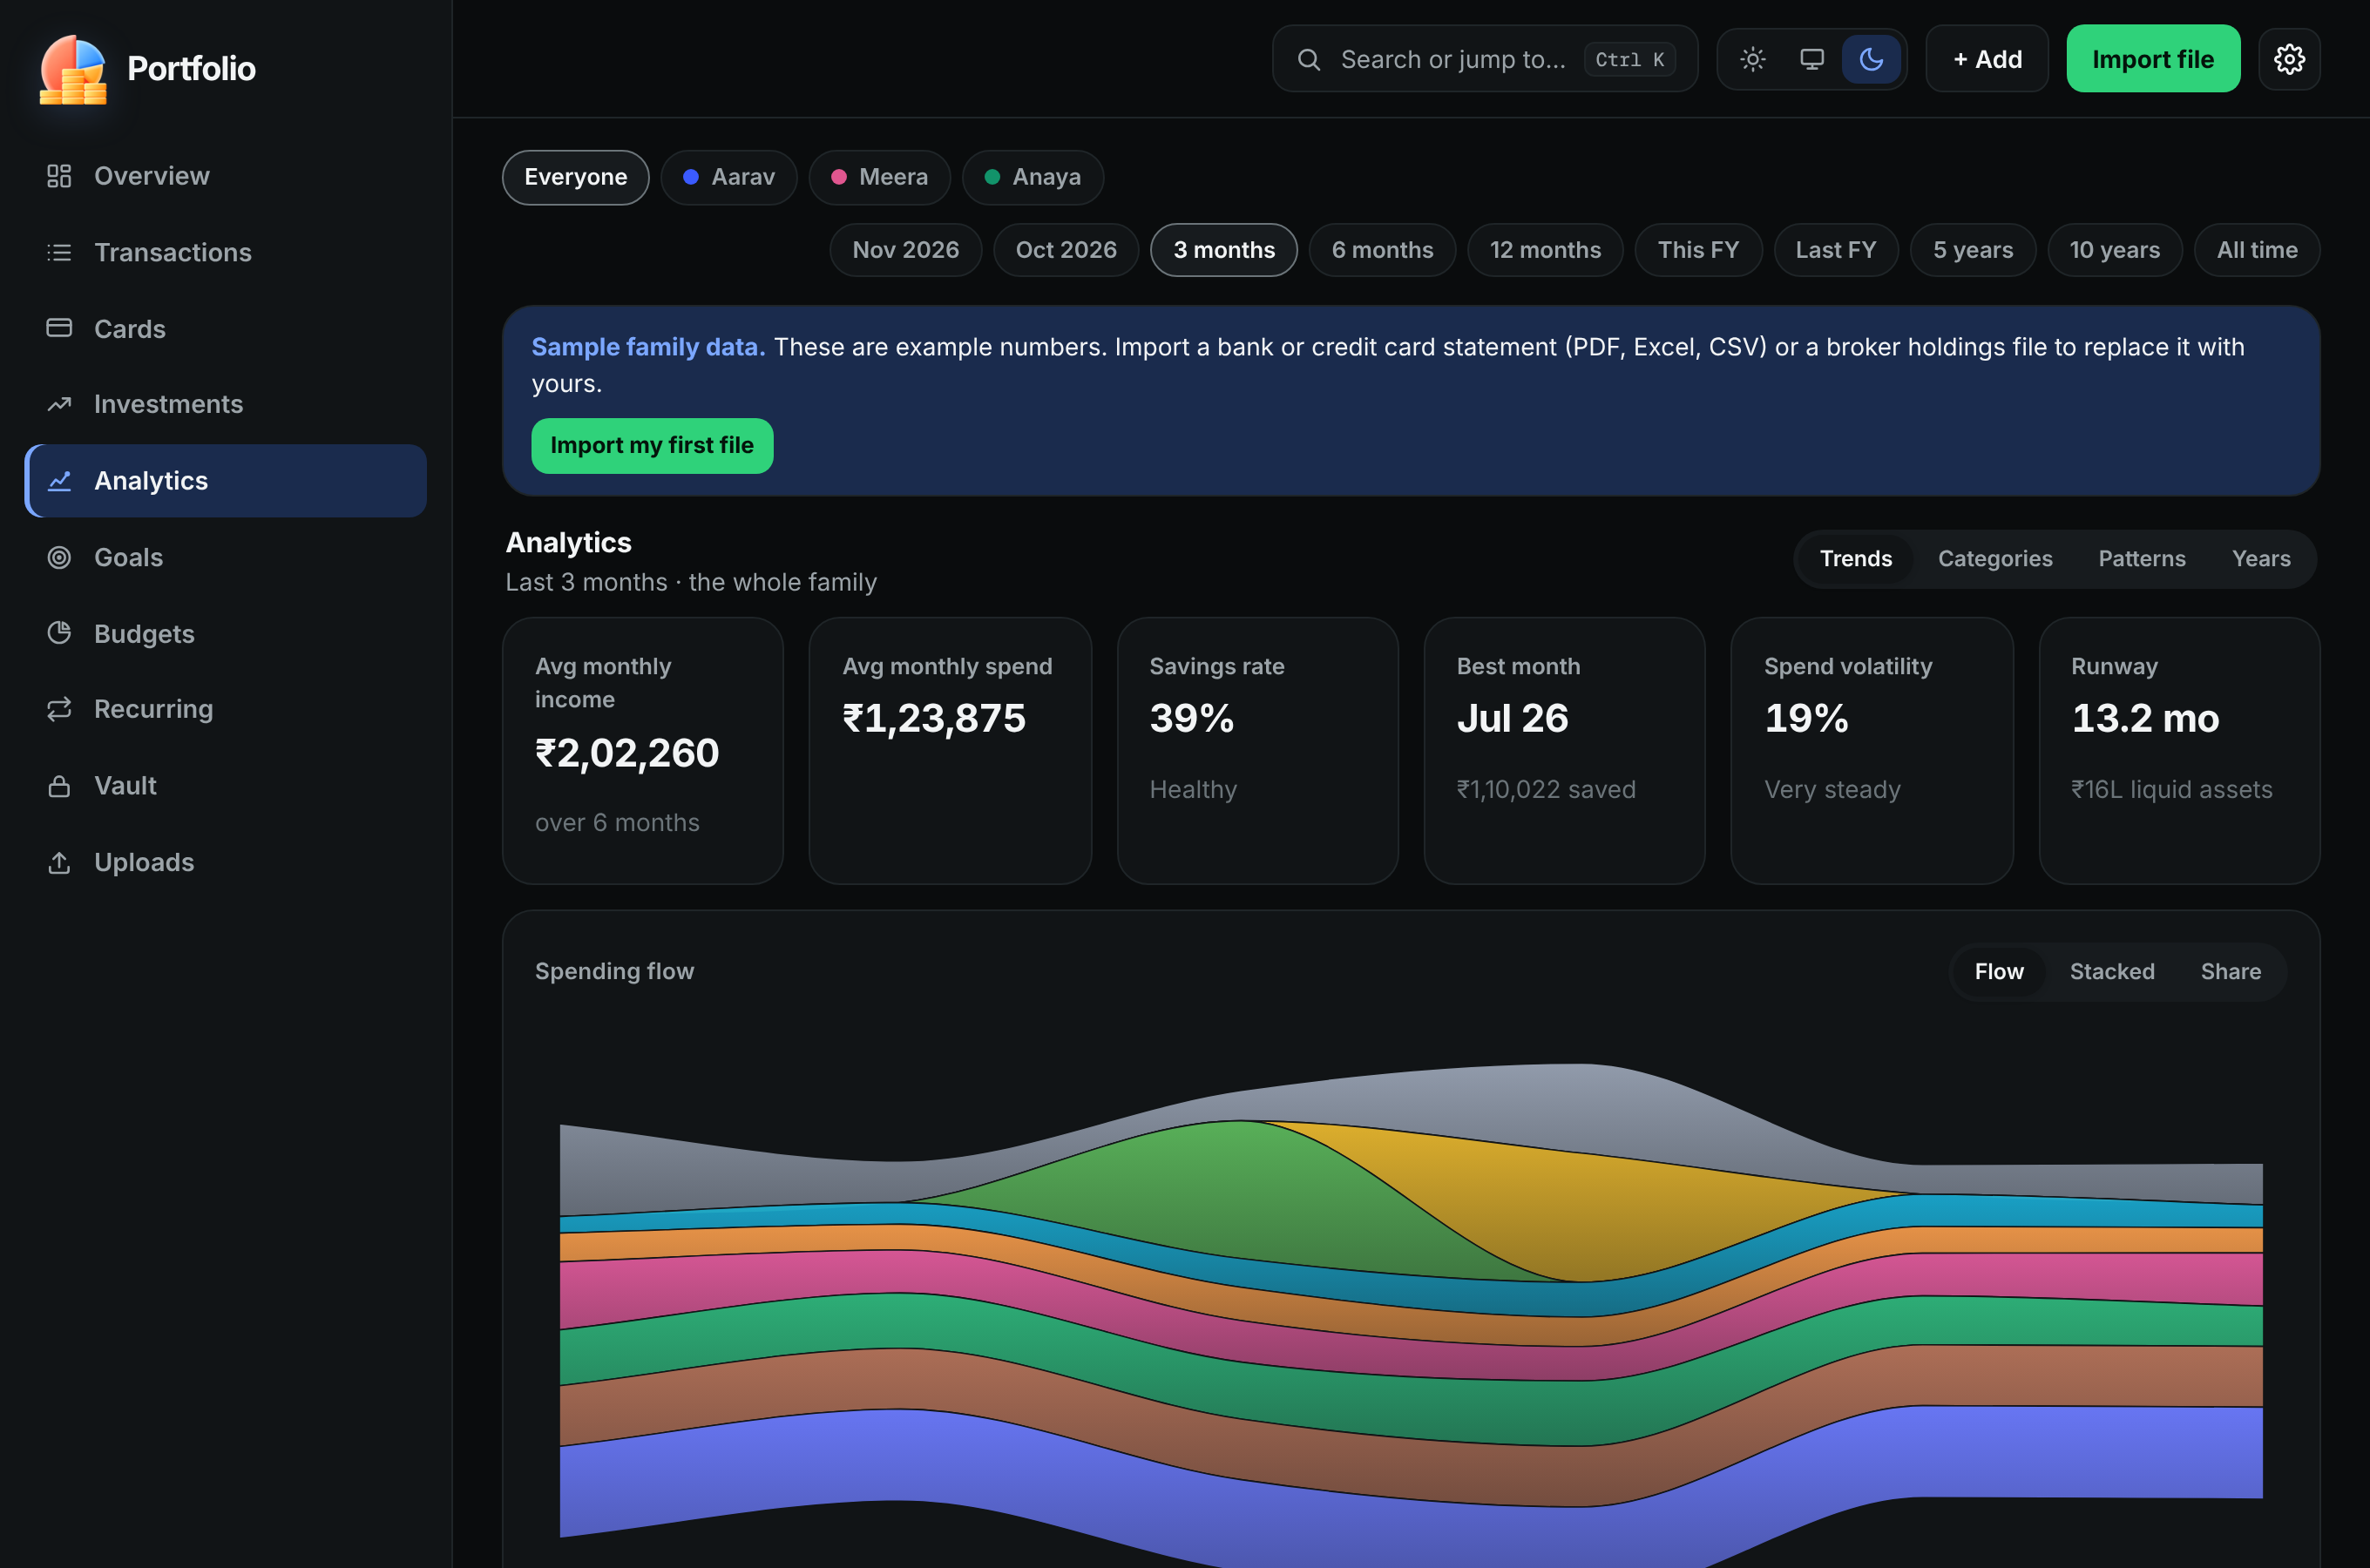 Portfolio
Search or jump to...
Ctrl K
+ Add
Import file
Overview
Transactions
Cards
Investments
Analytics
Goals
Budgets
Recurring
Vault
Uploads
Everyone
Aarav
Meera
Anaya
Nov 2026
Oct 2026
3 months
6 months
12 months
This FY
Last FY
5 years
10 years
All time
Sample family data. These are example numbers. Import a bank or credit card statement (PDF, Excel, CSV) or a broker holdings file to replace it with
yours.
Import my first file
Analytics
Last 3 months · the whole family
Trends
Categories
Patterns
Years
Avg monthly
income
₹2,02,260
over 6 months
Avg monthly spend
₹1,23,875
Savings rate
39%
Healthy
Best month
Jul 26
₹1,10,022 saved
Spend volatility
19%
Very steady
Runway
13.2 mo
₹16L liquid assets
Spending flow
Flow
Stacked
Share